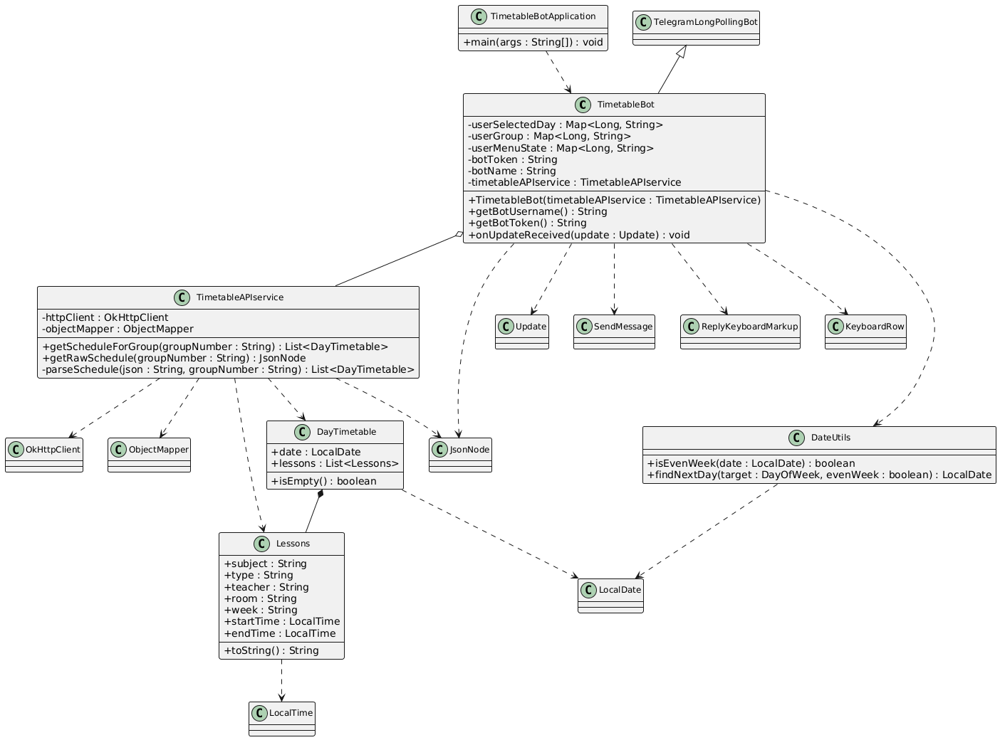 C TimetableBotApplication
+main(args : String[]) : void
C TelegramLongPollingBot
C TimetableBot
-userSelectedDay : Map<Long, String>
-userGroup : Map<Long, String>
-userMenuState : Map<Long, String>
-botToken : String
-botName : String
-timetableAPIservice : TimetableAPIservice
+TimetableBot(timetableAPIservice : TimetableAPIservice)
+getBotUsername() : String
+getBotToken() : String
+onUpdateReceived(update : Update) : void
C TimetableAPIservice
-httpClient : OkHttpClient
-objectMapper : ObjectMapper
+getScheduleForGroup(groupNumber : String) : List<DayTimetable>
+getRawSchedule(groupNumber : String) : JsonNode
-parseSchedule(json : String, groupNumber : String) : List<DayTimetable>
C Update
C SendMessage
C ReplyKeyboardMarkup
C KeyboardRow
C OkHttpClient
C ObjectMapper
C DayTimetable
+date : LocalDate
+lessons : List<Lessons>
+isEmpty() : boolean
C JsonNode
C DateUtils
+isEvenWeek(date : LocalDate) : boolean
+findNextDay(target : DayOfWeek, evenWeek : boolean) : LocalDate
C Lessons
+subject : String
+type : String
+teacher : String
+room : String
+week : String
+startTime : LocalTime
+endTime : LocalTime
+toString() : String
C LocalDate
C LocalTime